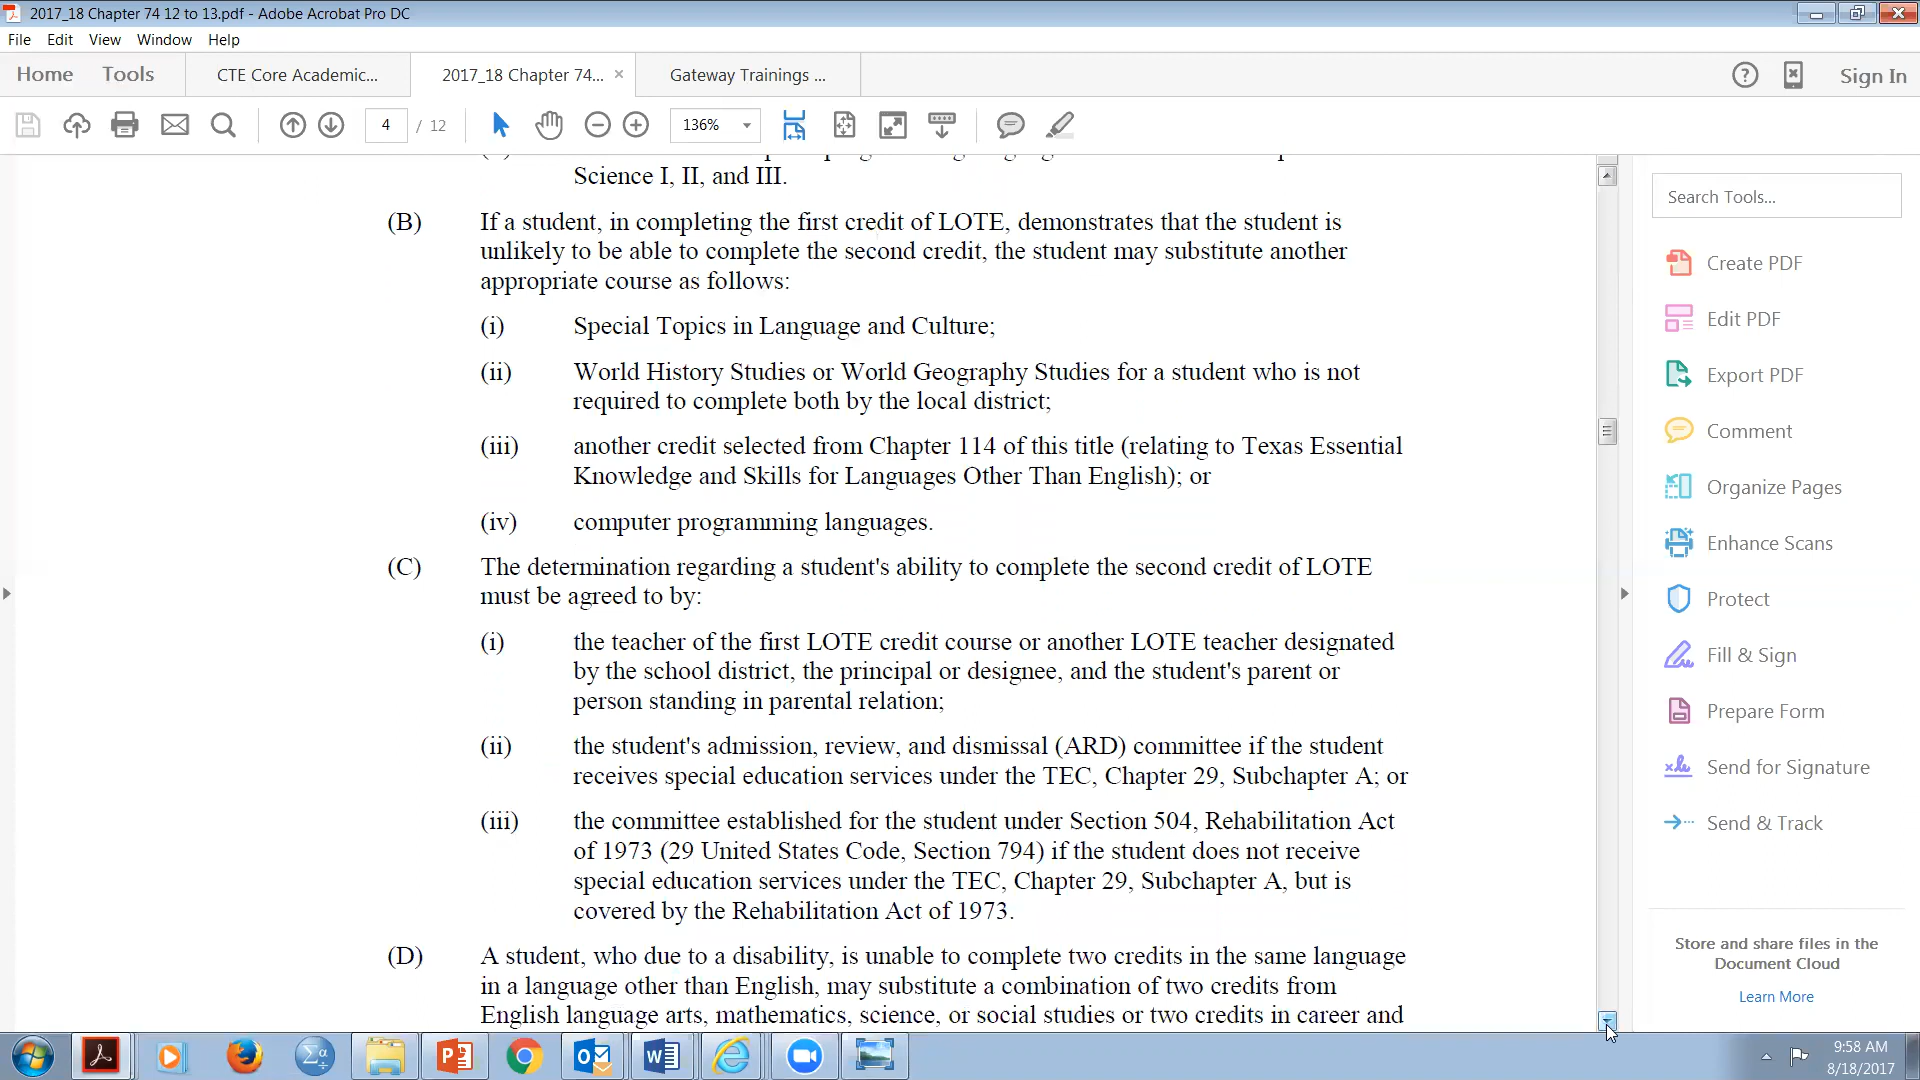 2017_18 Chapter 74 12 to 13.pdf - Adobe Acrobat Pro DC
File Edit View Window Help
Home Tools CTE Core Academic... 2017_18 Chapter 74... × Gateway Trainings ... Sign In
4 / 12 136%
Science I, II, and III.
(B) If a student, in completing the first credit of LOTE, demonstrates that the student is
unlikely to be able to complete the second credit, the student may substitute another
appropriate course as follows:
(i) Special Topics in Language and Culture;
(ii) World History Studies or World Geography Studies for a student who is not
required to complete both by the local district;
(iii) another credit selected from Chapter 114 of this title (relating to Texas Essential
Knowledge and Skills for Languages Other Than English); or
(iv) computer programming languages.
(C) The determination regarding a student's ability to complete the second credit of LOTE
must be agreed to by:
(i) the teacher of the first LOTE credit course or another LOTE teacher designated
by the school district, the principal or designee, and the student's parent or
person standing in parental relation;
(ii) the student's admission, review, and dismissal (ARD) committee if the student
receives special education services under the TEC, Chapter 29, Subchapter A; or
(iii) the committee established for the student under Section 504, Rehabilitation Act
of 1973 (29 United States Code, Section 794) if the student does not receive
special education services under the TEC, Chapter 29, Subchapter A, but is
covered by the Rehabilitation Act of 1973.
(D) A student, who due to a disability, is unable to complete two credits in the same language
in a language other than English, may substitute a combination of two credits from
English language arts, mathematics, science, or social studies or two credits in career and
Search Tools...
Create PDF
Edit PDF
Export PDF
Comment
Organize Pages
Enhance Scans
Protect
Fill & Sign
Prepare Form
Send for Signature
Send & Track
Store and share files in the
Document Cloud
Learn More
9:58 AM
8/18/2017